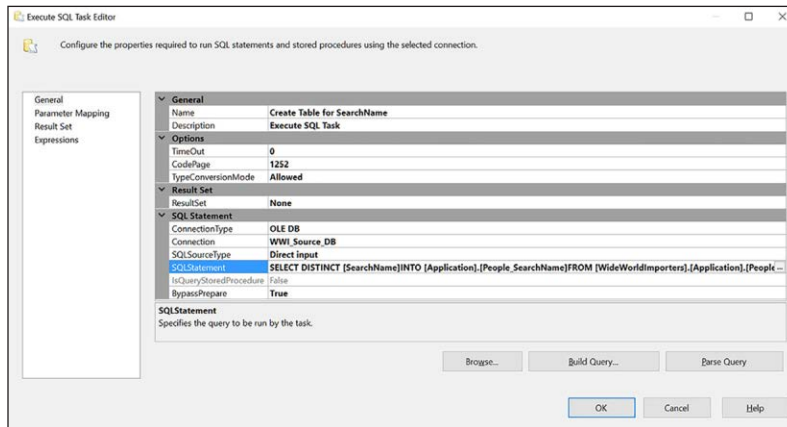 Execute SQL Task Editor
Configure the properties required to run SQL statements and stored procedures using the selected connection.
General
Parameter Mapping
Result Set
Expressions
General
Name Create Table for SearchName
Description Execute SQL Task
Options
TimeOut 0
CodePage 1252
TypeConversionMode Allowed
Result Set
ResultSet None
SQL Statement
ConnectionType OLE DB
Connection WWI_Source_DB
SQLSourceType Direct input
SQLStatement SELECT DISTINCT [SearchName]INTO [Application].[People_SearchName]FROM [WideWorldImporters].[Application].[People ...
IsQueryStoredProcedure False
BypassPrepare True
SQLStatement
Specifies the query to be run by the task.
Browse... Build Query... Parse Query
OK Cancel Help